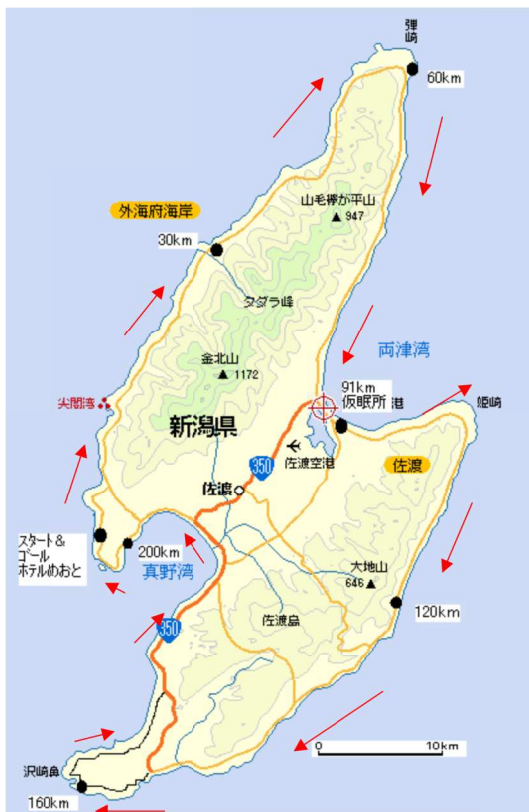 弾
崎
60km
山毛欅が平山
▲ 947
外海府海岸
30km
タダラ峰
両津湾
金北山
▲ 1172
91km
仮眠所
港
姫崎
尖閣湾
新潟県
佐渡空港
350
佐渡
佐渡
スタート&
ゴール
ホテルめおと
200km
真野湾
大地山
646 ▲
120km
佐渡島
350
0 10km
沢崎鼻
160km